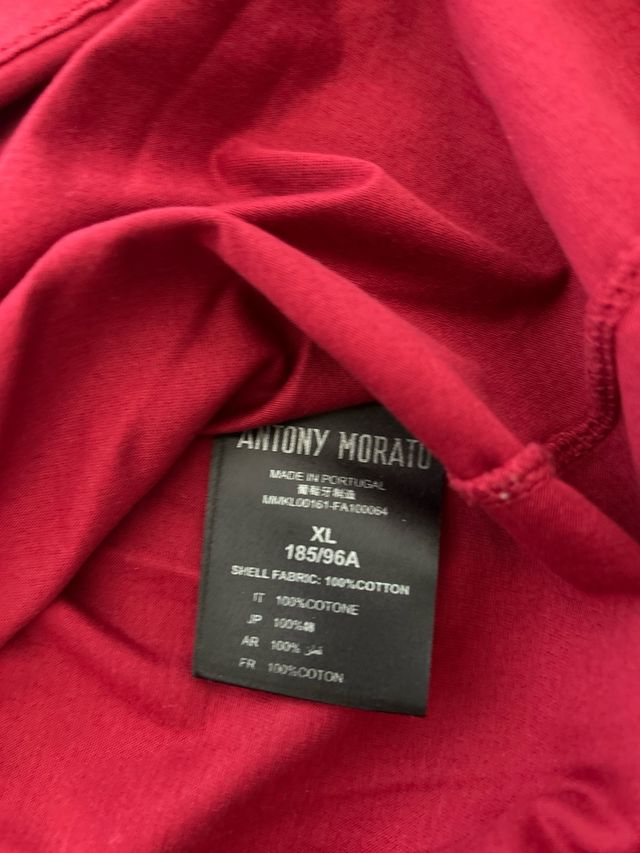 ANTONY MORATO
MADE IN PORTUGAL
葡萄牙制造
MMKL00161-FA100064
XL
185/96A
SHELL FABRIC: 100%COTTON
IT 100%COTONE
JP 100%綿
AR 100% قطن
FR 100%COTON